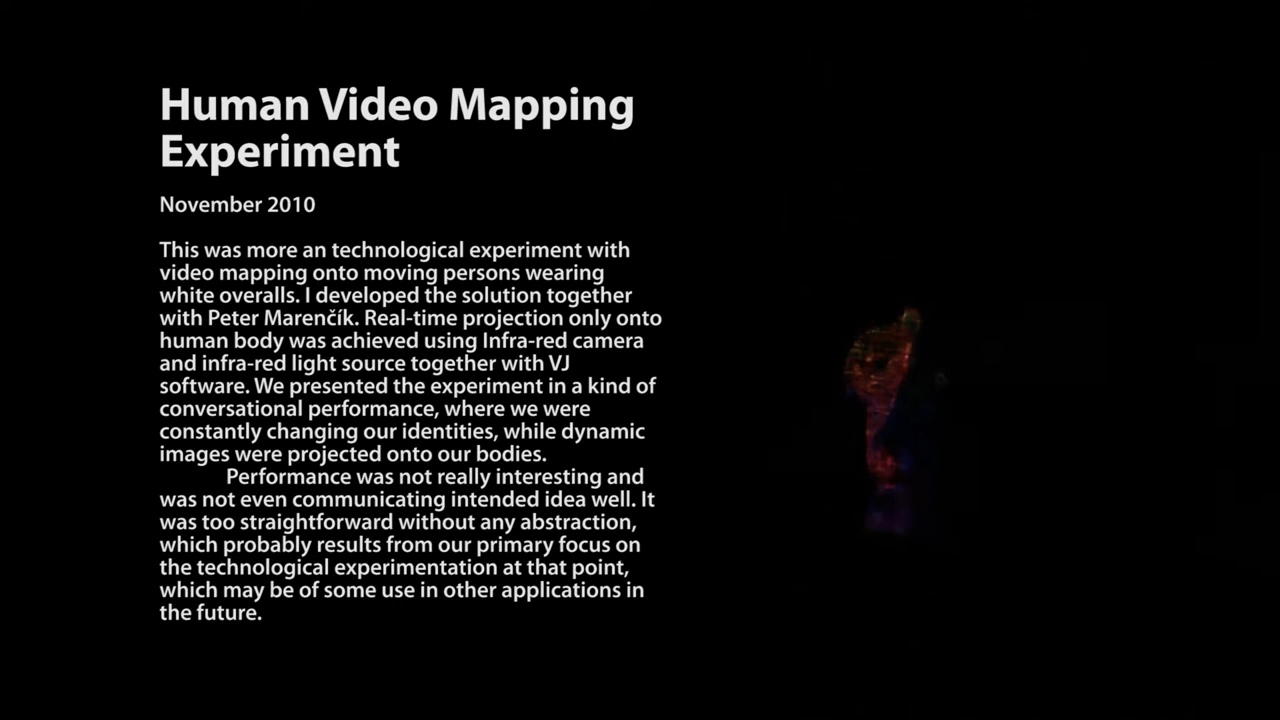 Human Video Mapping
Experiment
November 2010
This was more an technological experiment with
video mapping onto moving persons wearing
white overalls. I developed the solution together
with Peter Marenčík. Real-time projection only onto
human body was achieved using Infra-red camera
and infra-red light source together with VJ
software. We presented the experiment in a kind of
conversational performance, where we were
constantly changing our identities, while dynamic
images were projected onto our bodies.
Performance was not really interesting and
was not even communicating intended idea well. It
was too straightforward without any abstraction,
which probably results from our primary focus on
the technological experimentation at that point,
which may be of some use in other applications in
the future.